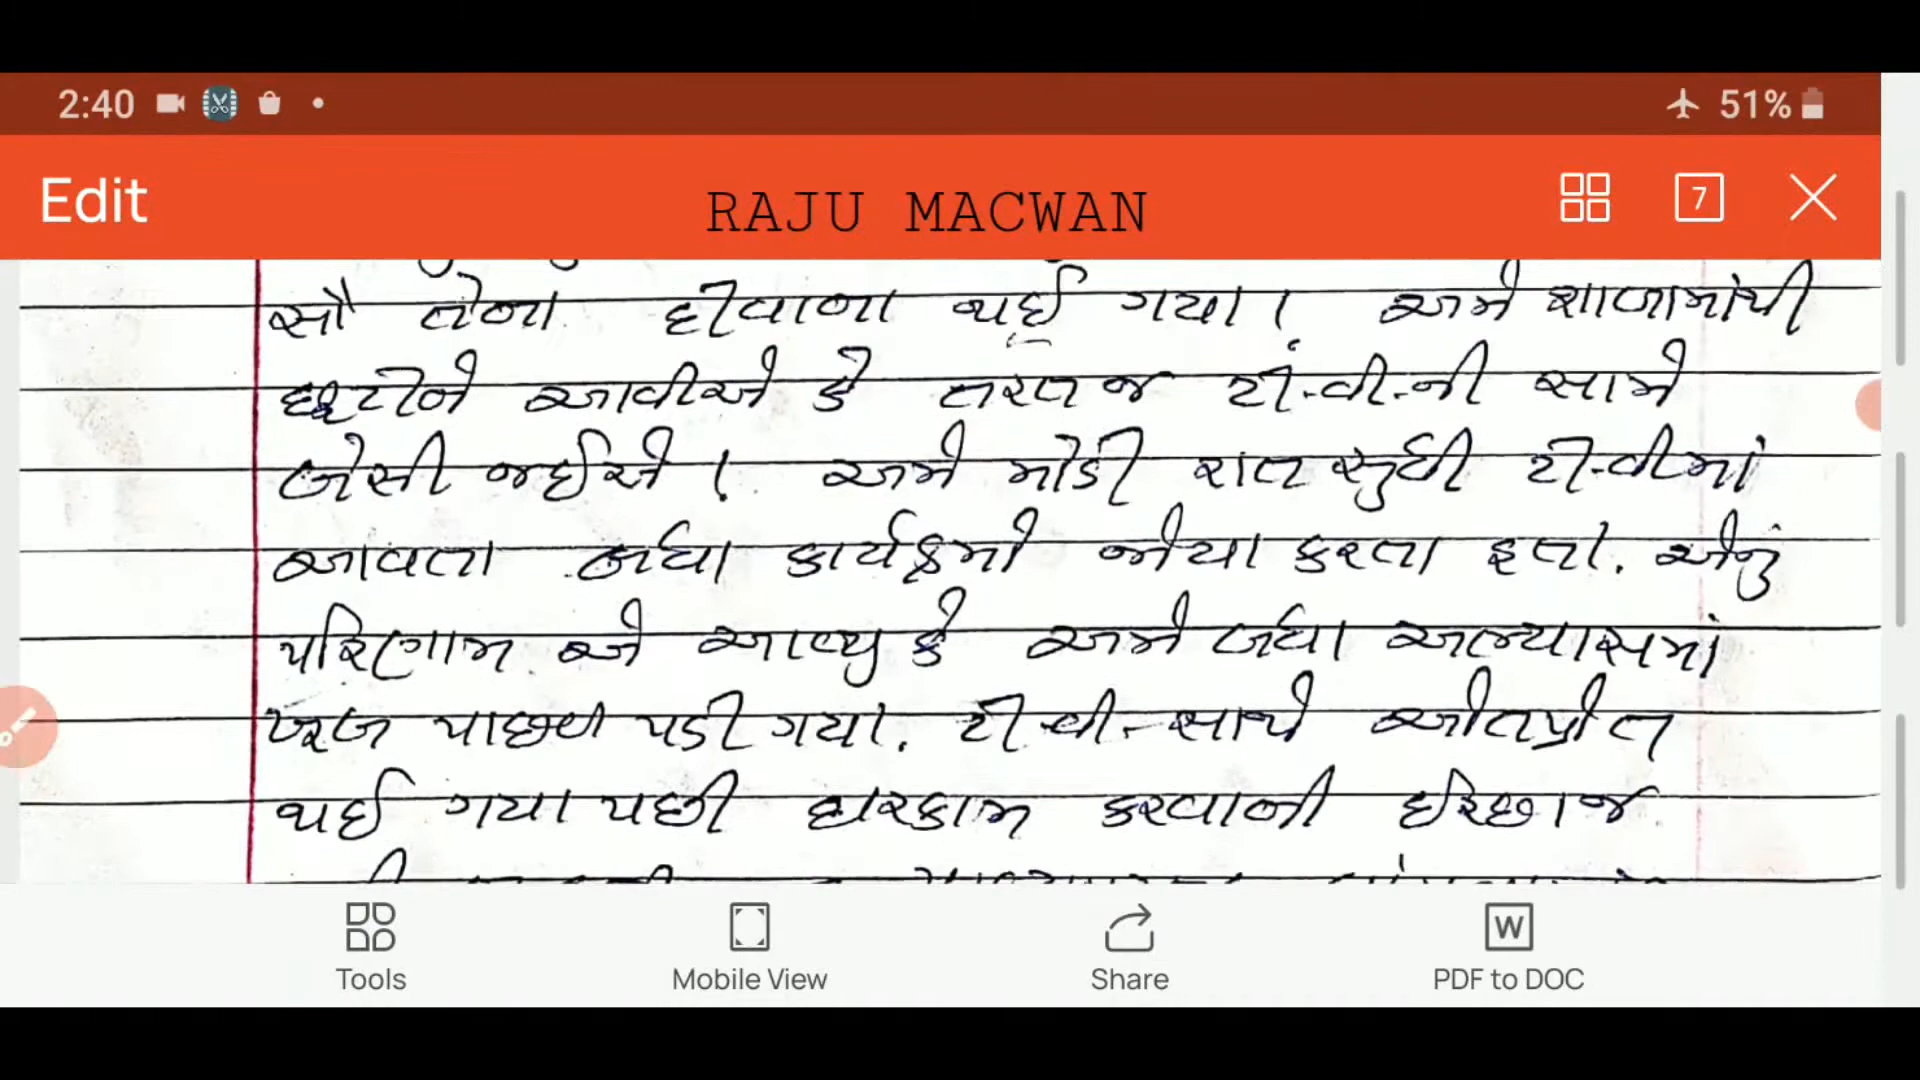 2:40 51%
Edit RAJU MACWAN 7
સૌ તેના દીવાના થઈ ગયા! અમે શાળામાંથી
છૂટીને આવીએ કે તરત જ ટી.વી.ની સામે
બેસી જઈએ! અમે મોડી રાત સુધી ટી.વીમાં
આવતા બધા કાર્યક્રમો જોયા કરતા હતાં. એનું
પરિણામ એ આવ્યુ કે અમે બધા અભ્યાસમાં
ખૂબ પાછળ પડી ગયા. ટી.વી. સાથે ઓતપ્રોત
થઈ ગયા પછી ઘરકામ કરવાની ઈચ્છા જ
Tools Mobile View Share W PDF to DOC